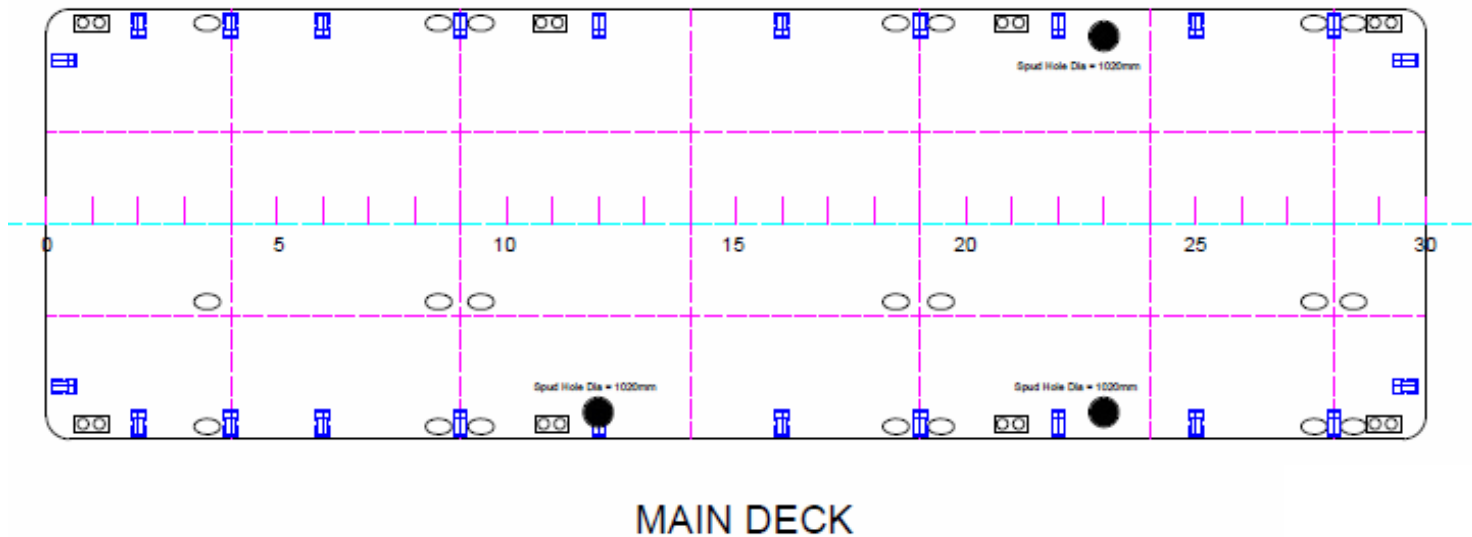 Spud Hole Dia = 1020mm
0 5 10 15 20 25 30
Spud Hole Dia = 1020mm Spud Hole Dia = 1020mm
MAIN DECK